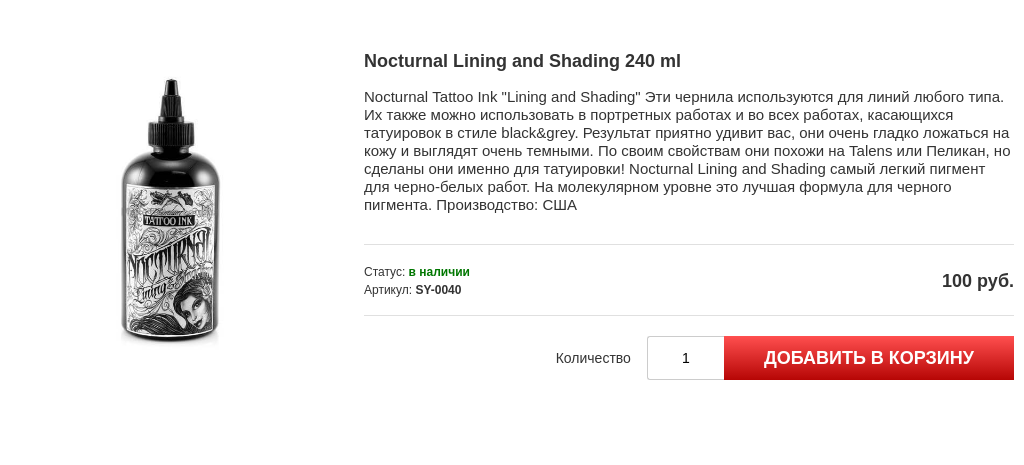 Nocturnal Lining and Shading 240 ml
Nocturnal Tattoo Ink "Lining and Shading" Эти чернила используются для линий любого типа.
Их также можно использовать в портретных работах и во всех работах, касающихся
татуировок в стиле black&grey. Результат приятно удивит вас, они очень гладко ложаться на
кожу и выглядят очень темными. По своим свойствам они похожи на Talens или Пеликан, но
сделаны они именно для татуировки! Nocturnal Lining and Shading самый легкий пигмент
для черно-белых работ. На молекулярном уровне это лучшая формула для черного
пигмента. Производство: США
TATTOO INK
NOCTURNAL
Lining &
Статус: в наличии
Артикул: SY-0040
100 руб.
Количество 1 ДОБАВИТЬ В КОРЗИНУ